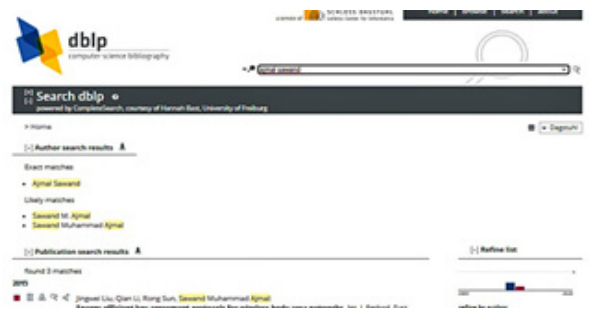 SCHLOSS DAGSTUHL
home | browse | search | about
dblp
computer science bibliography
ajmal sawand
[-] Search dblp
powered by CompleteSearch, courtesy of Hannah Bast, University of Freiburg
> Home
Dagstuhl
[-] Author search results
Exact matches
Ajmal Sawand
Likely matches
Sawand M. Ajmal
Sawand Muhammad Ajmal
[-] Publication search results
[-] Refine list
found 3 matches
2015
Jingwei Liu, Qian Li, Rong Sun, Sawand Muhammad Ajmal:
refine by author